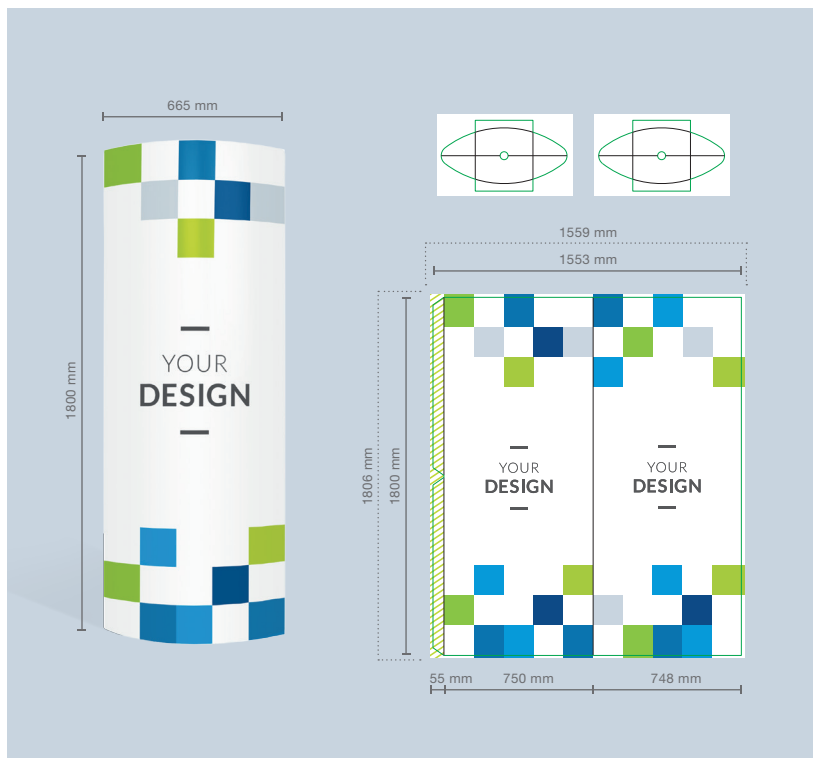 665 mm
1800 mm
YOUR
DESIGN
1559 mm
1553 mm
1806 mm
1800 mm
YOUR
DESIGN
YOUR
DESIGN
55 mm
750 mm
748 mm